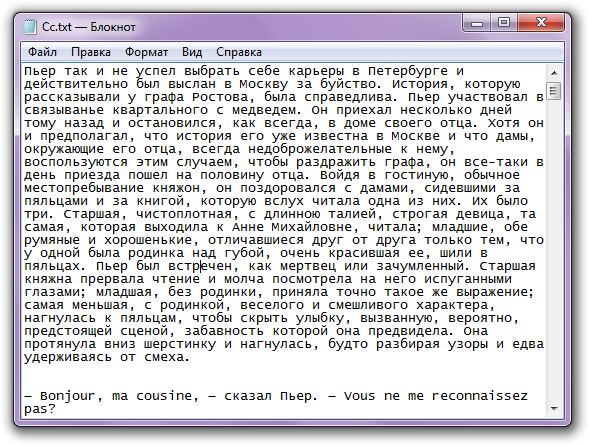 Cc.txt — Блокнот
Файл Правка Формат Вид Справка
Пьер так и не успел выбрать себе карьеры в Петербурге и
действительно был выслан в Москву за буйство. История, которую
рассказывали у графа Ростова, была справедлива. Пьер участвовал в
связыванье квартального с медведем. Он приехал несколько дней
тому назад и остановился, как всегда, в доме своего отца. Хотя он
и предполагал, что история его уже известна в Москве и что дамы,
окружающие его отца, всегда недоброжелательные к нему,
воспользуются этим случаем, чтобы раздражить графа, он все-таки в
день приезда пошел на половину отца. Войдя в гостиную, обычное
местопребывание княжон, он поздоровался с дамами, сидевшими за
пяльцами и за книгой, которую вслух читала одна из них. Их было
три. Старшая, чистоплотная, с длинною талией, строгая девица, та
самая, которая выходила к Анне Михайловне, читала; младшие, обе
румяные и хорошенькие, отличавшиеся друг от друга только тем, что
у одной была родинка над губой, очень красившая ее, шили в
пяльцах. Пьер был встречен, как мертвец или зачумленный. Старшая
княжна прервала чтение и молча посмотрела на него испуганными
глазами; младшая, без родинки, приняла точно такое же выражение;
самая меньшая, с родинкой, веселого и смешливого характера,
нагнулась к пяльцам, чтобы скрыть улыбку, вызванную, вероятно,
предстоящей сценой, забавность которой она предвидела. Она
протянула вниз шерстинку и нагнулась, будто разбирая узоры и едва
удерживаясь от смеха.
— Bonjour, ma cousine, — сказал Пьер. — Vous ne me reconnaissez
pas?